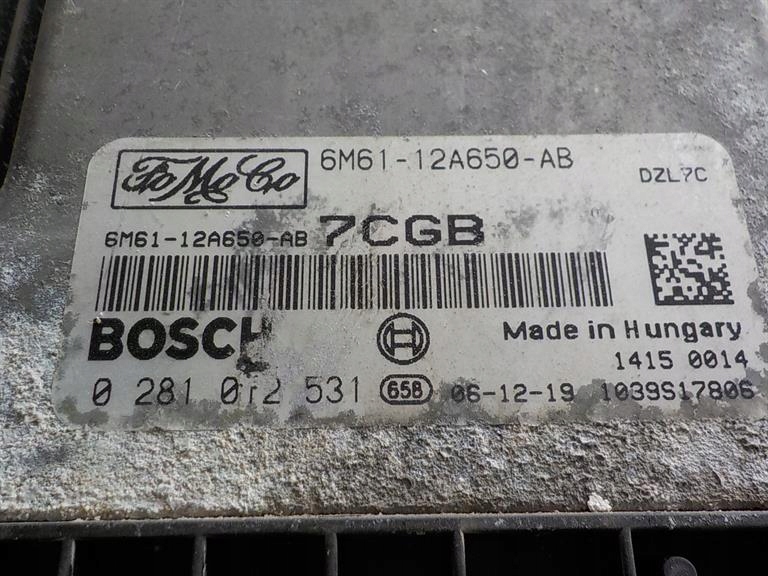 FoMoCo 6M61-12A650-AB DZL7C
6M61-12A650-AB 7CGB
BOSCH Made in Hungary
1415 0014
0 281 012 531 65B 06-12-19 1039S17806